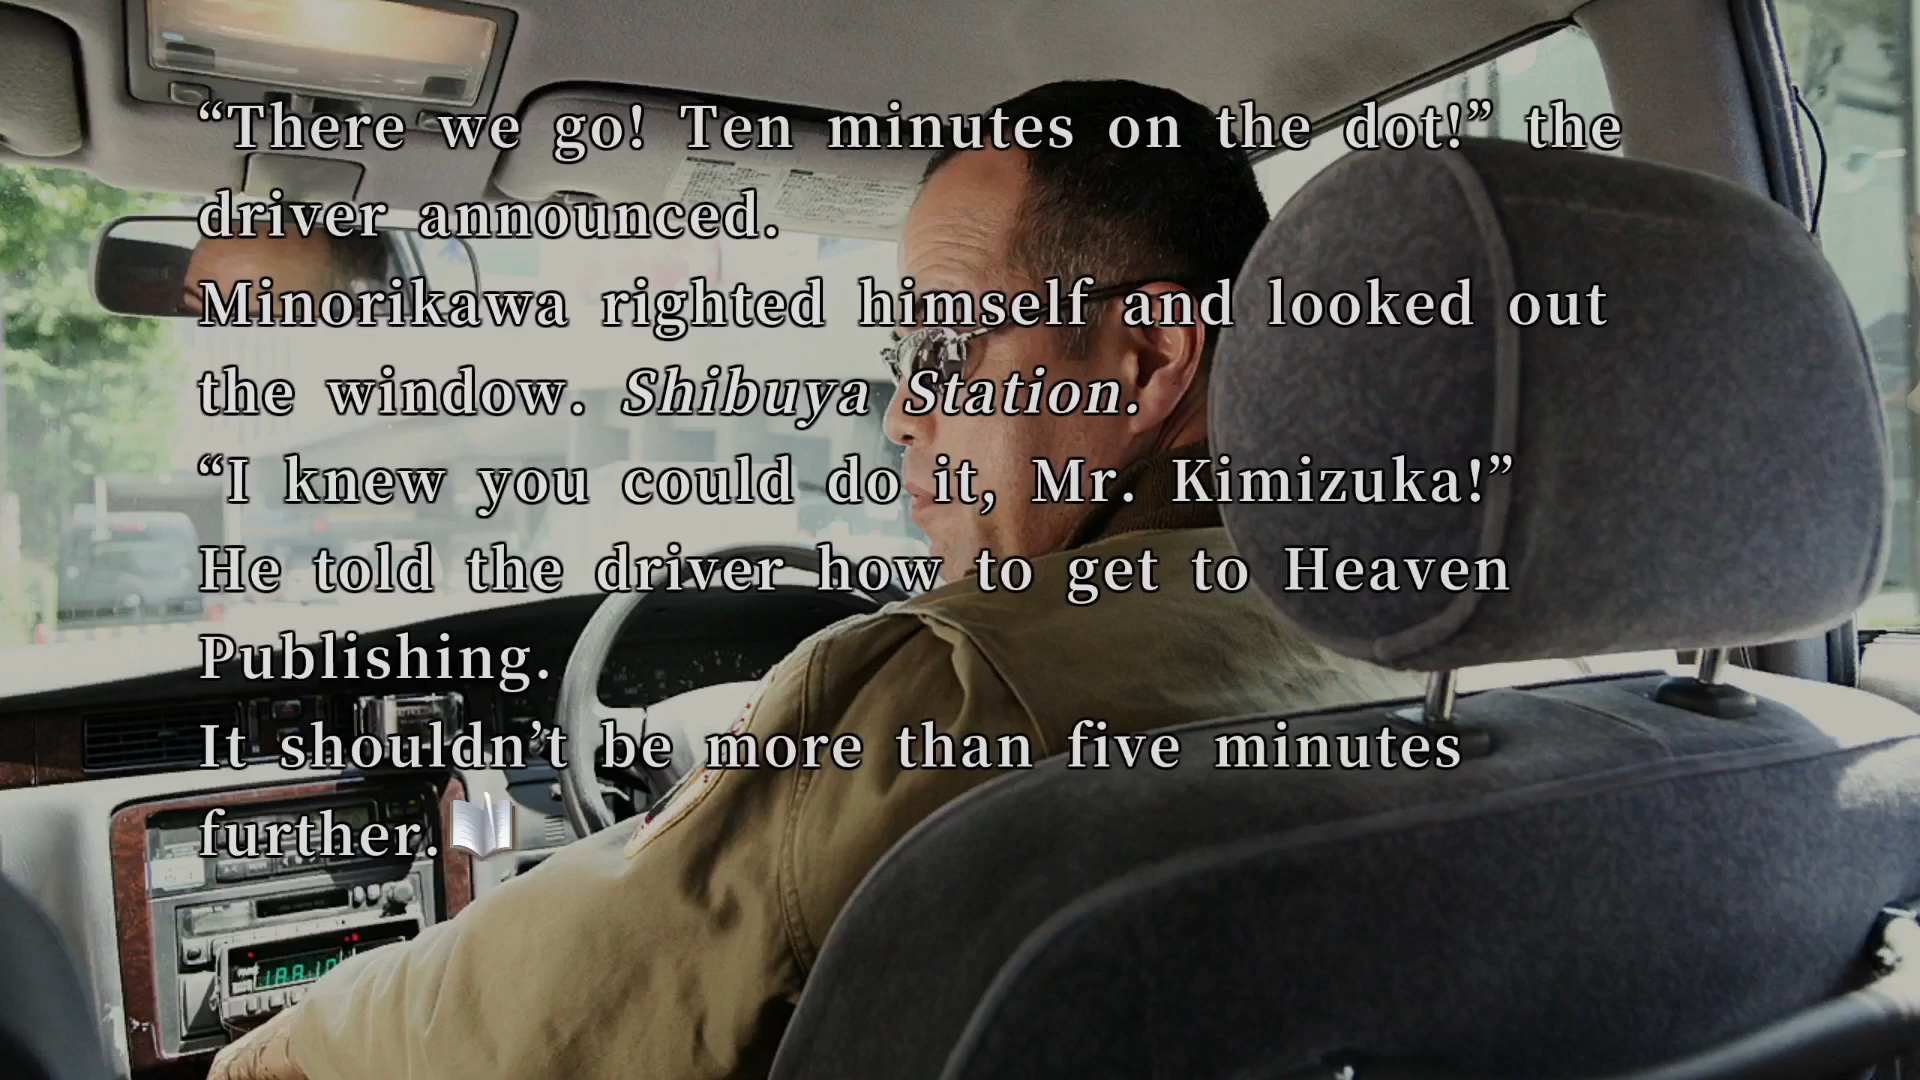 “There we go! Ten minutes on the dot!” the
driver announced.
Minorikawa righted himself and looked out
the window. Shibuya Station.
“I knew you could do it, Mr. Kimizuka!”
He told the driver how to get to Heaven
Publishing.
It shouldn’t be more than five minutes
further.